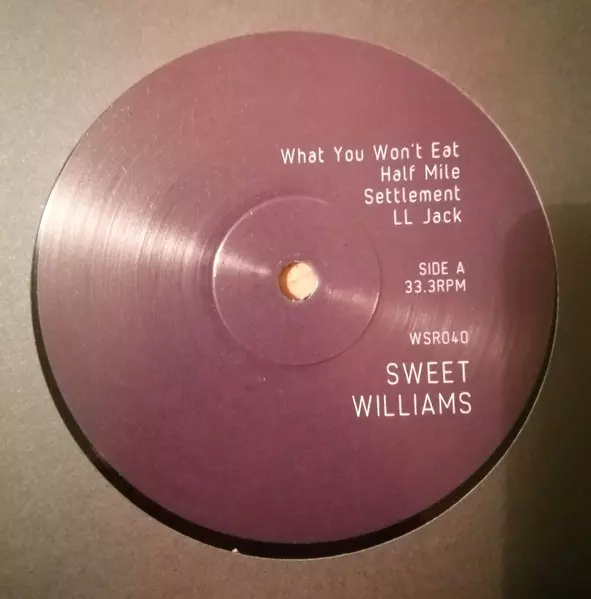 What You Won't Eat
Half Mile
Settlement
LL Jack
SIDE A
33.3RPM
WSR040
SWEET
WILLIAMS